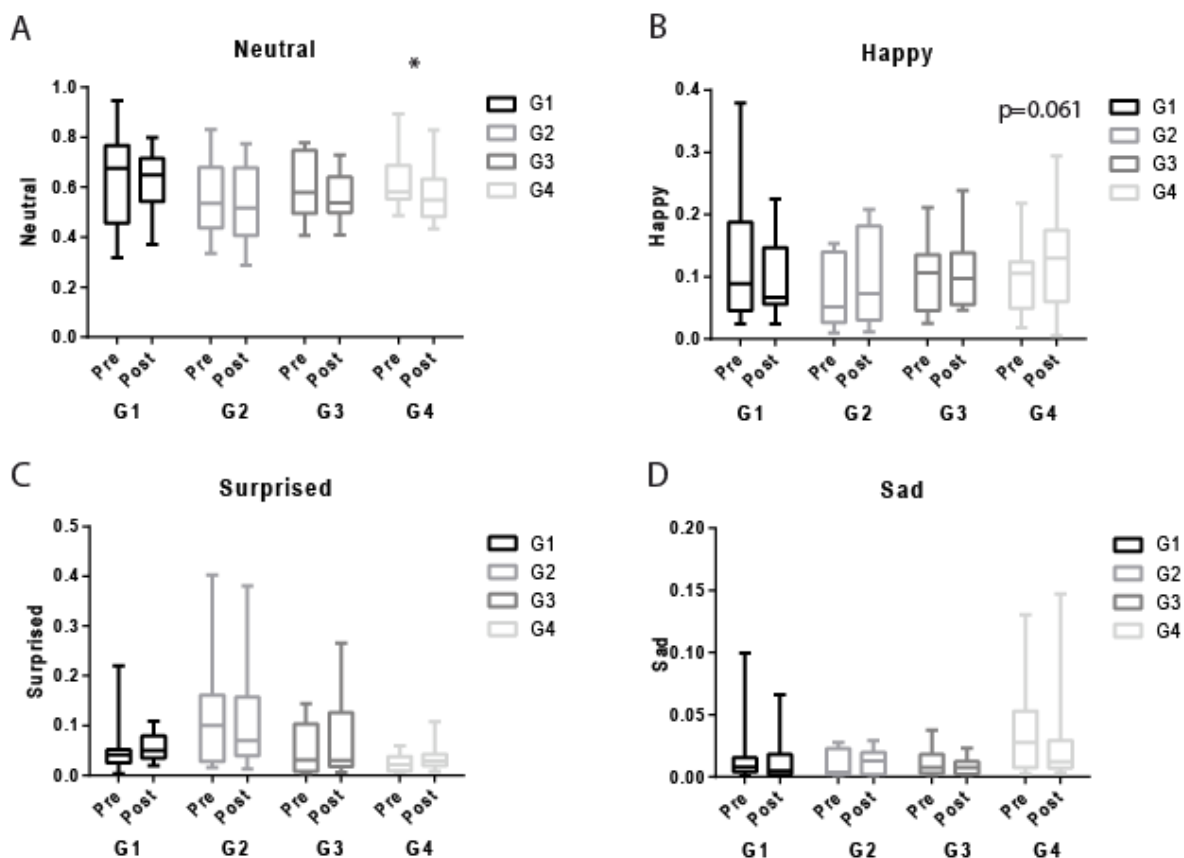 A
Neutral
*
Neutral
1.0
0.8
0.6
0.4
0.2
0.0
Pre Post Pre Post Pre Post Pre Post
G1 G2 G3 G4
G1
G2
G3
G4
B
Happy
p=0.061
Happy
0.4
0.3
0.2
0.1
0.0
Pre Post Pre Post Pre Post Pre Post
G1 G2 G3 G4
G1
G2
G3
G4
C
Surprised
Surprised
0.5
0.4
0.3
0.2
0.1
0.0
Pre Post Pre Post Pre Post Pre Post
G1 G2 G3 G4
G1
G2
G3
G4
D
Sad
Sad
0.20
0.15
0.10
0.05
0.00
Pre Post Pre Post Pre Post Pre Post
G1 G2 G3 G4
G1
G2
G3
G4